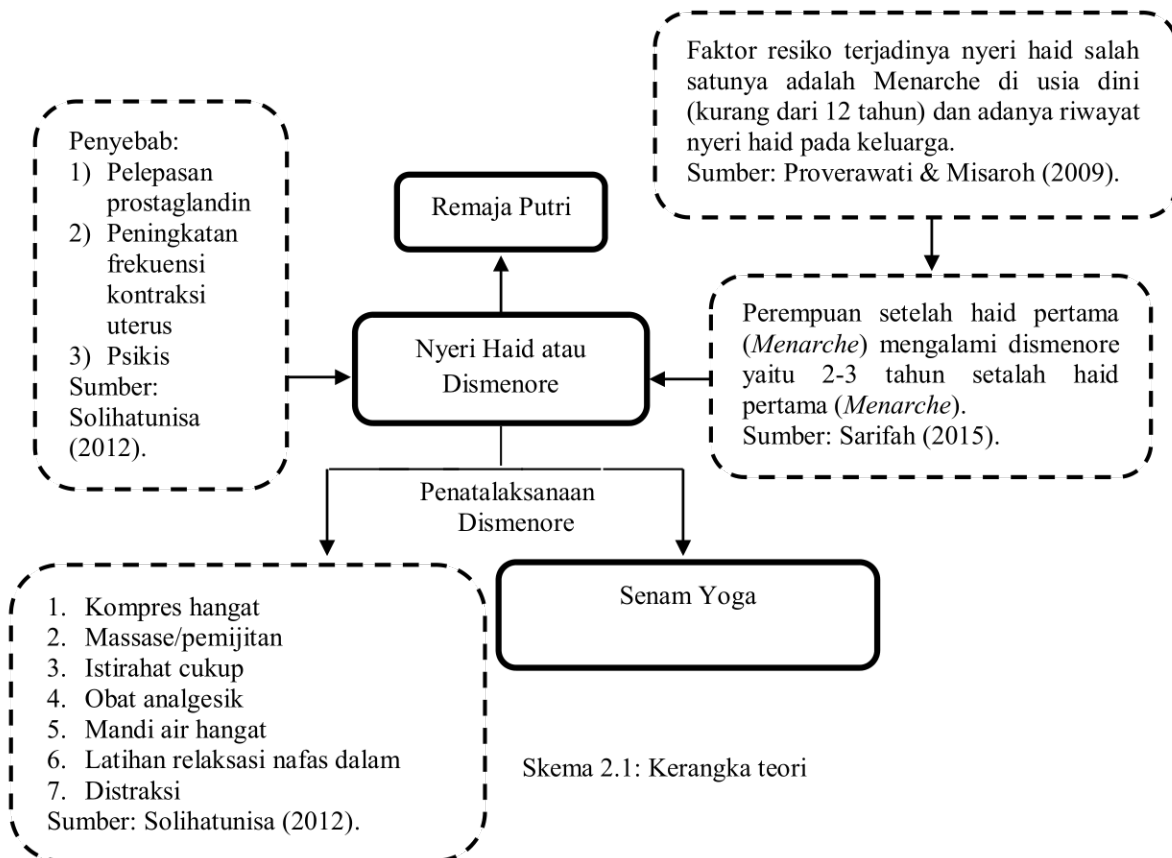 Faktor resiko terjadinya nyeri haid salah
satunya adalah Menarche di usia dini
(kurang dari 12 tahun) dan adanya riwayat
nyeri haid pada keluarga.
Sumber: Proverawati & Misaroh (2009).
Penyebab:
1) Pelepasan
prostaglandin
2) Peningkatan
frekuensi
kontraksi
uterus
3) Psikis
Sumber:
Solihatunisa
(2012).
Remaja Putri
Nyeri Haid atau
Dismenore
Perempuan setelah haid pertama
(Menarche) mengalami dismenore
yaitu 2-3 tahun setalah haid
pertama (Menarche).
Sumber: Sarifah (2015).
Penatalaksanaan
Dismenore
1. Kompres hangat
2. Massase/pemijitan
3. Istirahat cukup
4. Obat analgesik
5. Mandi air hangat
6. Latihan relaksasi nafas dalam
7. Distraksi
Sumber: Solihatunisa (2012).
Senam Yoga
Skema 2.1: Kerangka teori